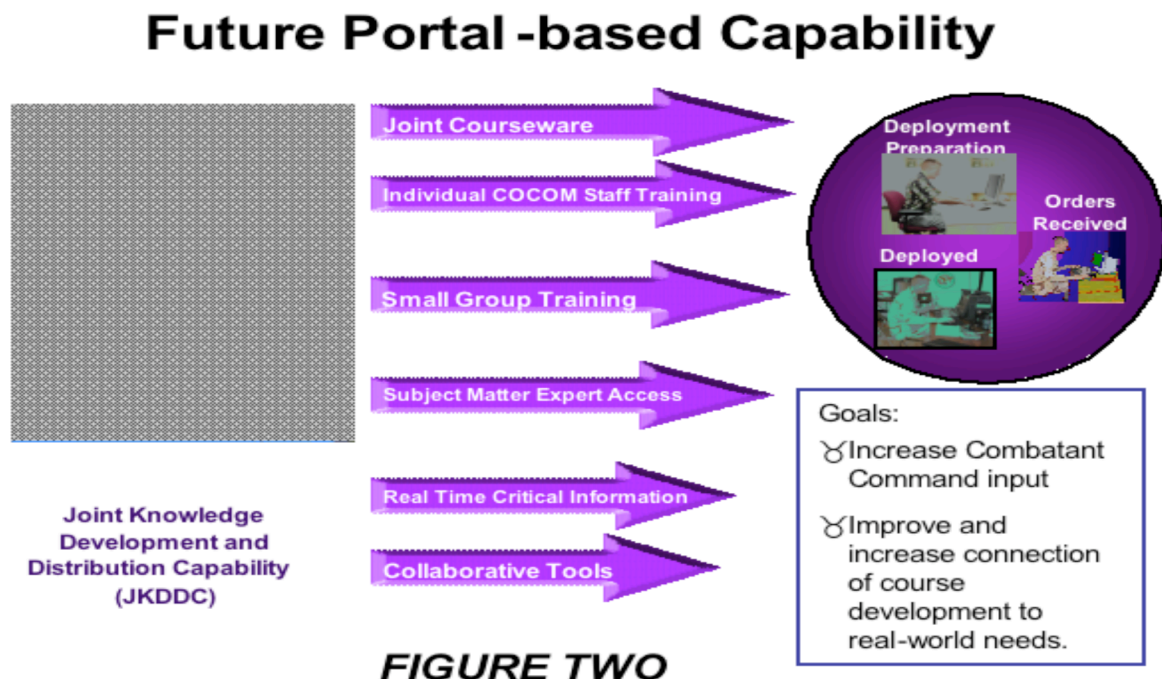 Future Portal-based Capability
Joint Courseware
Individual COCOM Staff Training
Small Group Training
Subject Matter Expert Access
Real Time Critical Information
Collaborative Tools
Joint Knowledge
Development and
Distribution Capability
(JKDDC)
Deployment
Preparation
Orders
Received
Deployed
Goals:
Increase Combatant
Command input
Improve and
increase connection
of course
development to
real-world needs.
FIGURE TWO